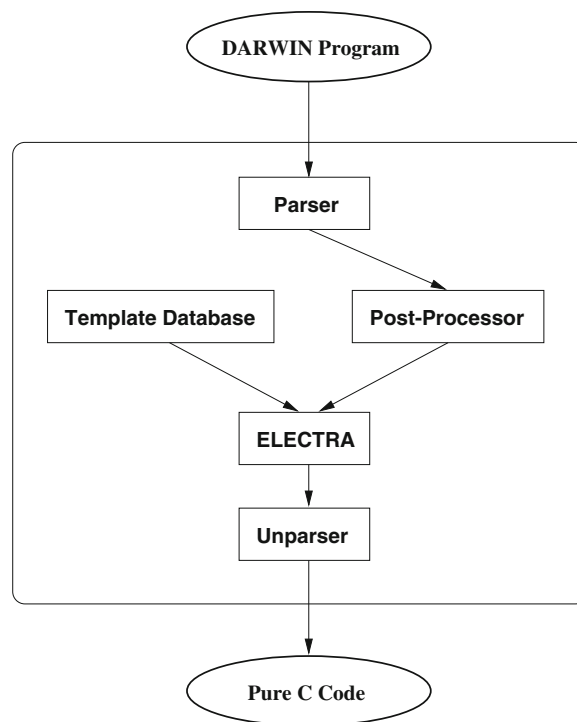 DARWIN Program
Parser
Template Database
Post-Processor
ELECTRA
Unparser
Pure C Code